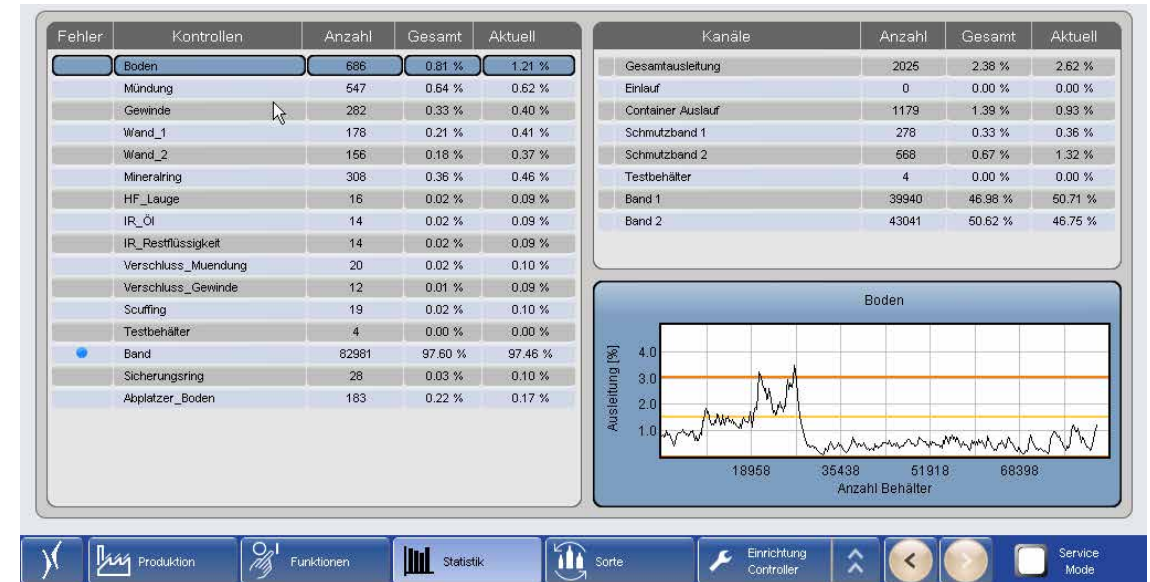 Fehler Kontrollen Anzahl Gesamt Aktuell
Boden 686 0.81 % 1.21 %
Mündung 547 0.64 % 0.62 %
Gewinde 282 0.33 % 0.40 %
Wand_1 178 0.21 % 0.41 %
Wand_2 156 0.18 % 0.37 %
Mineralring 308 0.36 % 0.46 %
HF_Lauge 16 0.02 % 0.09 %
IR_Öl 14 0.02 % 0.09 %
IR_Restflüssigkeit 14 0.02 % 0.09 %
Verschluss_Muendung 20 0.02 % 0.10 %
Verschluss_Gewinde 12 0.01 % 0.09 %
Scuffing 19 0.02 % 0.10 %
Testbehälter 4 0.00 % 0.00 %
Band 82981 97.60 % 97.46 %
Sicherungsring 28 0.03 % 0.10 %
Abplatzer_Boden 183 0.22 % 0.17 %
Kanäle Anzahl Gesamt Aktuell
Gesamtausleitung 2025 2.38 % 2.62 %
Einlauf 0 0.00 % 0.00 %
Container Auslauf 1179 1.39 % 0.93 %
Schmutzband 1 278 0.33 % 0.36 %
Schmutzband 2 568 0.67 % 1.32 %
Testbehälter 4 0.00 % 0.00 %
Band 1 39940 46.98 % 50.71 %
Band 2 43041 50.62 % 46.75 %
Boden
Ausleitung [%]
4.0
3.0
2.0
1.0
18958 35438 51918 68398
Anzahl Behälter
Produktion Funktionen Statistik Sorte Einrichtung Controller Service Mode